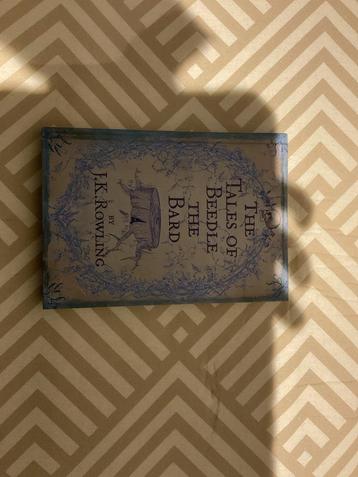 THE
TALES OF
BEEDLE
THE
BARD
BY
J.K. ROWLING